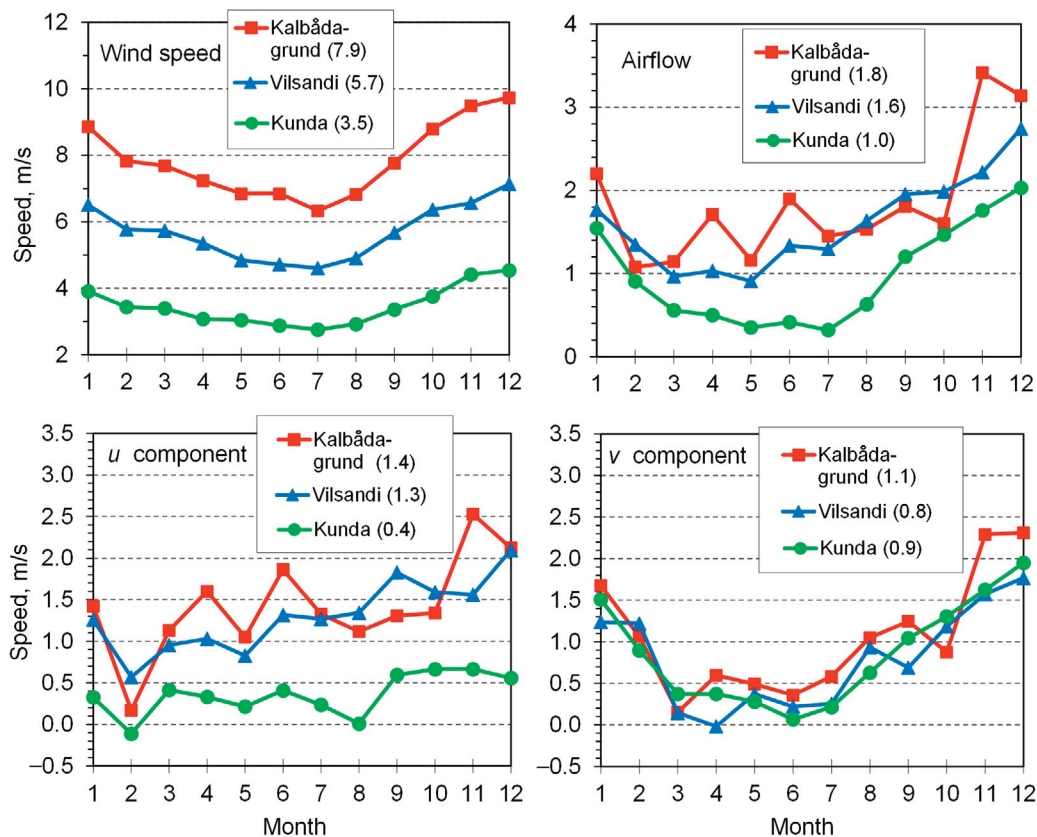 Wind speed
Kalbåda-
grund (7.9)
Vilsandi (5.7)
Kunda (3.5)
12
10
8
6
4
2
Speed, m/s
1 2 3 4 5 6 7 8 9 10 11 12
Airflow
Kalbåda-
grund (1.8)
Vilsandi (1.6)
Kunda (1.0)
4
3
2
1
0
1 2 3 4 5 6 7 8 9 10 11 12
u component
Kalbåda-
grund (1.4)
Vilsandi (1.3)
Kunda (0.4)
3.5
3.0
2.5
2.0
1.5
1.0
0.5
0.0
–0.5
Speed, m/s
1 2 3 4 5 6 7 8 9 10 11 12
Month
v component
Kalbåda-
grund (1.1)
Vilsandi (0.8)
Kunda (0.9)
3.5
3.0
2.5
2.0
1.5
1.0
0.5
0.0
–0.5
1 2 3 4 5 6 7 8 9 10 11 12
Month